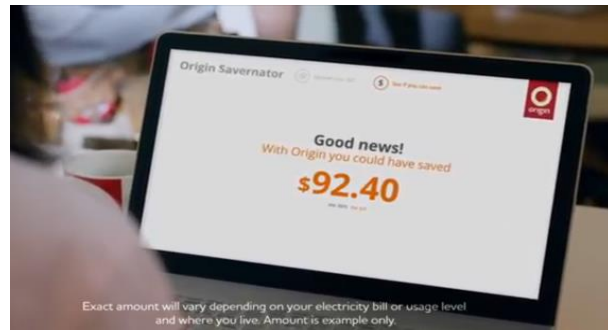 Origin Savernator
See if you can save
origin
Good news!
With Origin you could have saved
$92.40
Exact amount will vary depending on your electricity bill or usage level
and where you live. Amount is example only.